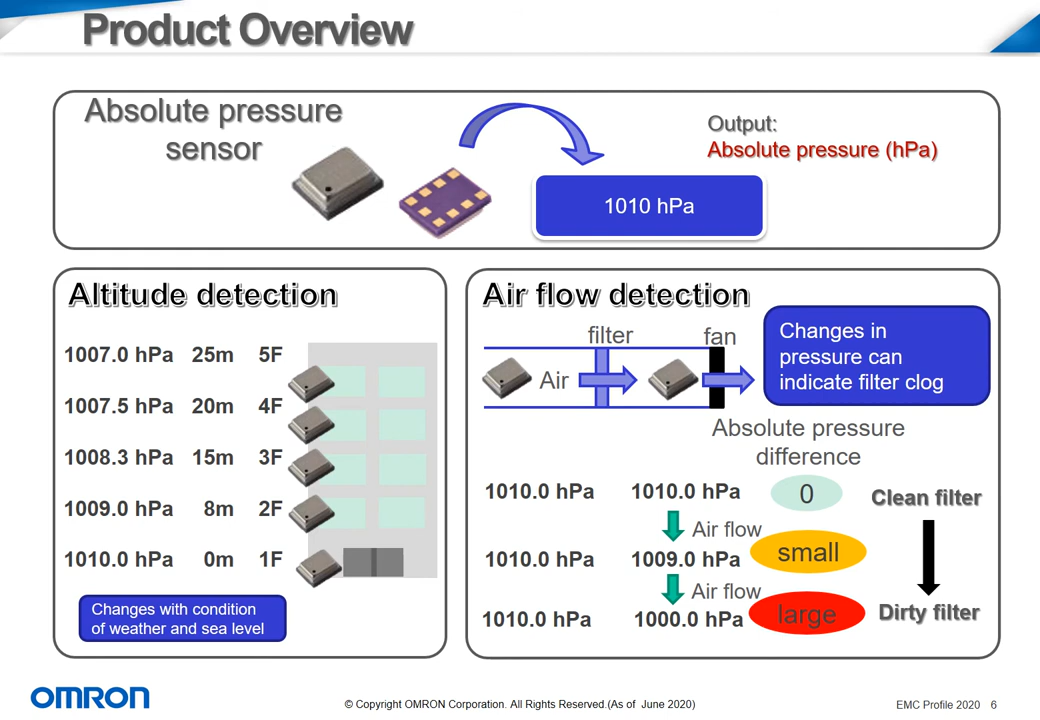 Product Overview
Absolute pressure
sensor
Output:
Absolute pressure (hPa)
1010 hPa
Altitude detection
1007.0 hPa 25m 5F
1007.5 hPa 20m 4F
1008.3 hPa 15m 3F
1009.0 hPa 8m 2F
1010.0 hPa 0m 1F
Changes with condition
of weather and sea level
Air flow detection
filter fan
Air
Changes in
pressure can
indicate filter clog
Absolute pressure
difference
1010.0 hPa 1010.0 hPa 0 Clean filter
Air flow
1010.0 hPa 1009.0 hPa small
Air flow
1010.0 hPa 1000.0 hPa large Dirty filter
OMRON
© Copyright OMRON Corporation. All Rights Reserved.(As of June 2020)
EMC Profile 2020 6